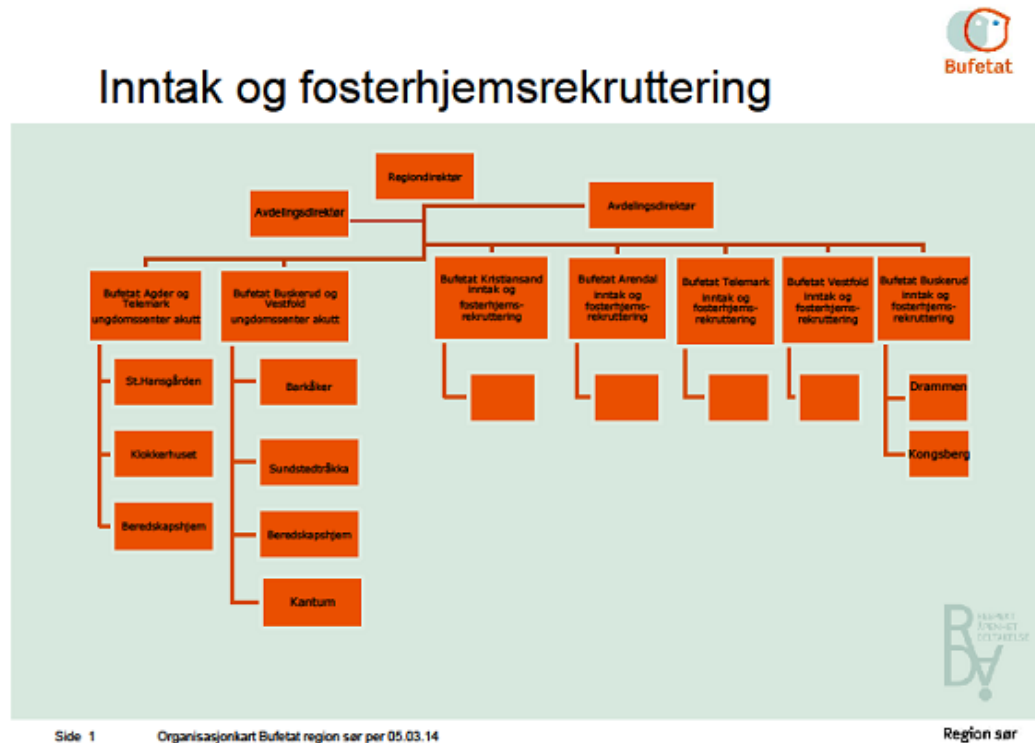 Bufetat
Inntak og fosterhjemsrekruttering
Regiondirektør
Avdelingsdirektør
Avdelingsdirektør
Bufetat Agder og
Telemark
ungdomssenter akutt
Bufetat Buskerud og
Vestfold
ungdomssenter akutt
Bufetat Kristiansand
inntak og
fosterhjems-
rekruttering
Bufetat Arendal
inntak og
fosterhjems-
rekruttering
Bufetat Telemark
inntak og
fosterhjems-
rekruttering
Bufetat Vestfold
inntak og
fosterhjems-
rekruttering
Bufetat Buskerud
inntak og
fosterhjems-
rekruttering
St.Hansgården
Klokkerhuset
Beredskapshjem
Barkåker
Sundstedtråkka
Beredskapshjem
Kantum
Drammen
Kongsberg
RESPEKT
ÅPENHET
DELTAKELSE
Side 1
Organisasjonkart Bufetat region sør per 05.03.14
Region sør